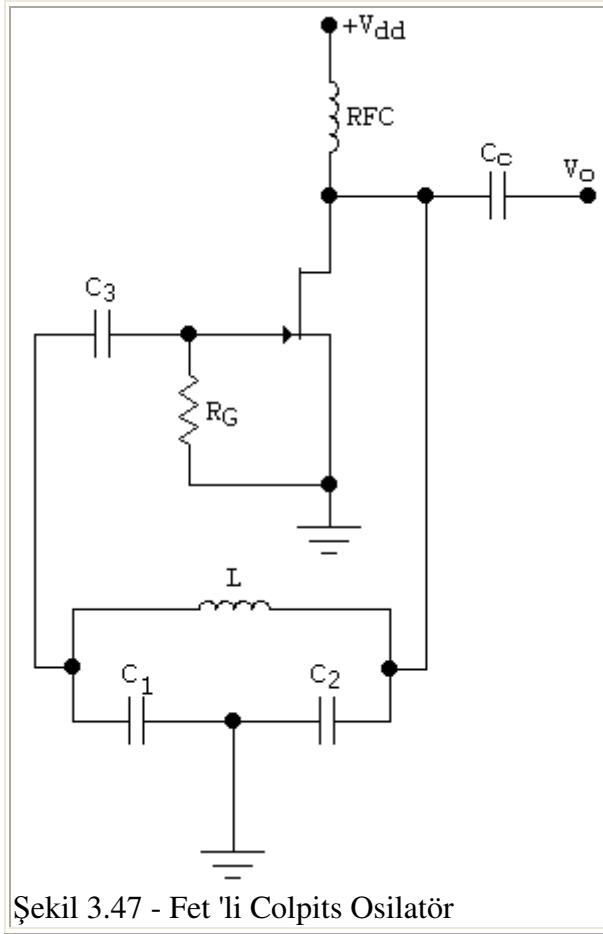 +Vdd
RFC
Cc
Vo
C3
RG
L
C1
C2
Şekil 3.47 - Fet 'li Colpits Osilatör